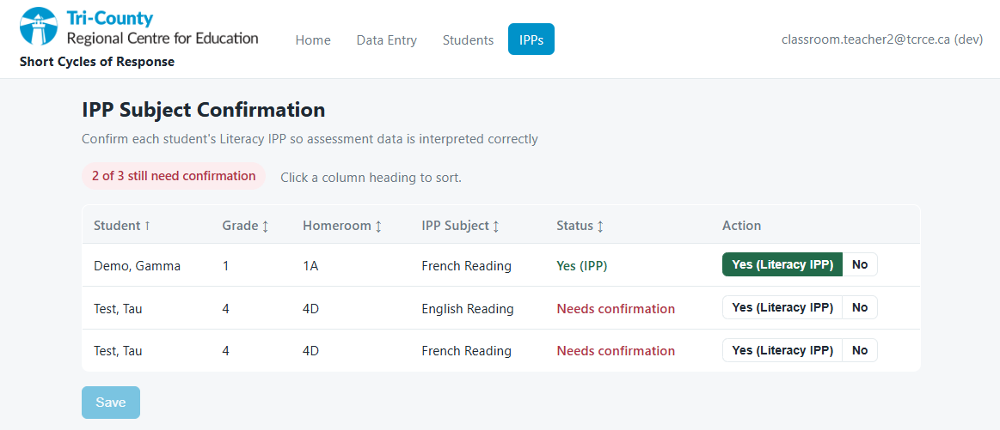 Tri-County
Regional Centre for Education
Short Cycles of Response
Home Data Entry Students IPPs
classroom.teacher2@tcrce.ca (dev)
IPP Subject Confirmation
Confirm each student's Literacy IPP so assessment data is interpreted correctly
2 of 3 still need confirmation Click a column heading to sort.
Student ↑ Grade ↕ Homeroom ↕ IPP Subject ↕ Status ↕ Action
Demo, Gamma 1 1A French Reading Yes (IPP) Yes (Literacy IPP) No
Test, Tau 4 4D English Reading Needs confirmation Yes (Literacy IPP) No
Test, Tau 4 4D French Reading Needs confirmation Yes (Literacy IPP) No
Save